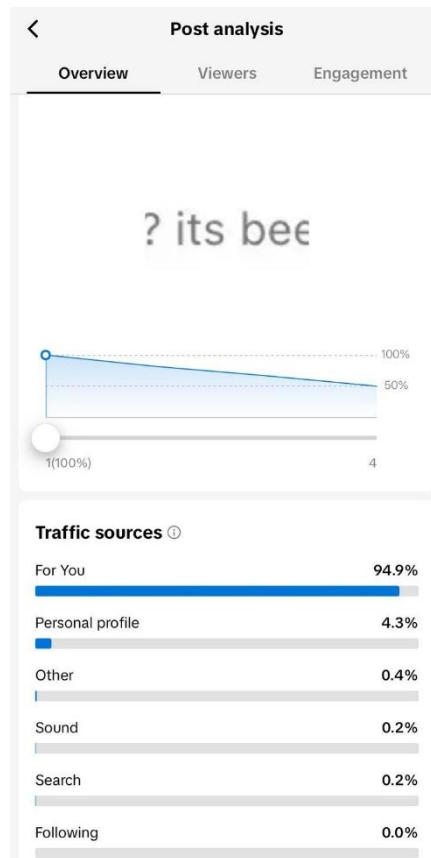 Post analysis
Overview Viewers Engagement
? its bee
100%
50%
1(100%) 4
Traffic sources
For You 94.9%
Personal profile 4.3%
Other 0.4%
Sound 0.2%
Search 0.2%
Following 0.0%